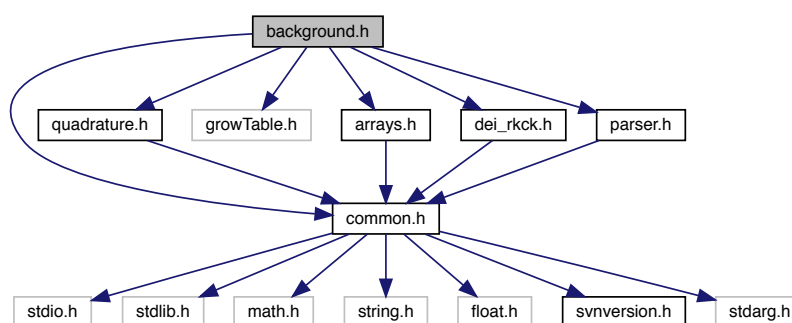 background.h
quadrature.h
growTable.h
arrays.h
dei_rkck.h
parser.h
common.h
stdio.h
stdlib.h
math.h
string.h
float.h
svnversion.h
stdarg.h